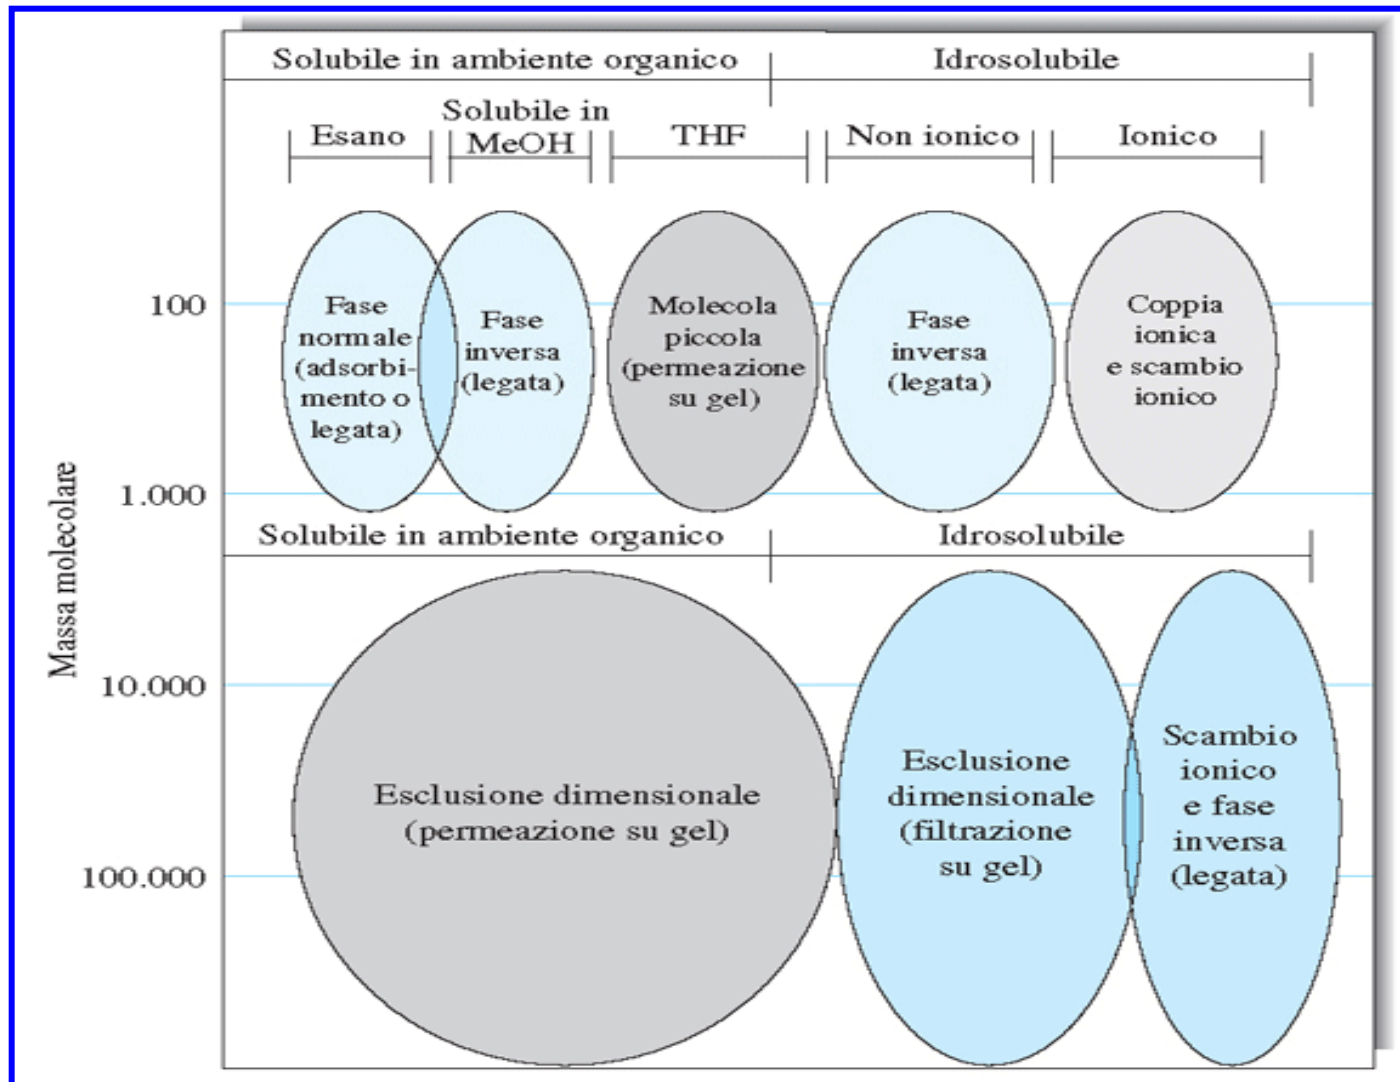 Solubile in ambiente organico
Idrosolubile
Esano
Solubile in
MeOH
THF
Non ionico
Ionico
Massa molecolare
100
1.000
10.000
100.000
Fase
normale
(adsorbi-
mento o
legata)
Fase
inversa
(legata)
Molecola
piccola
(permeazione
su gel)
Fase
inversa
(legata)
Coppia
ionica
e scambio
ionico
Solubile in ambiente organico
Idrosolubile
Esclusione dimensionale
(permeazione su gel)
Esclusione
dimensionale
(filtrazione
su gel)
Scambio
ionico
e fase
inversa
(legata)